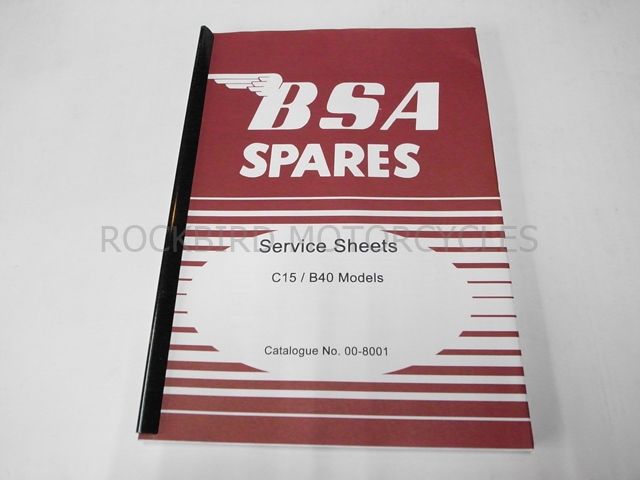 BSA
SPARES
ROCKBIRD MOTORCYCLES
Service Sheets
C15 / B40 Models
Catalogue No. 00-8001